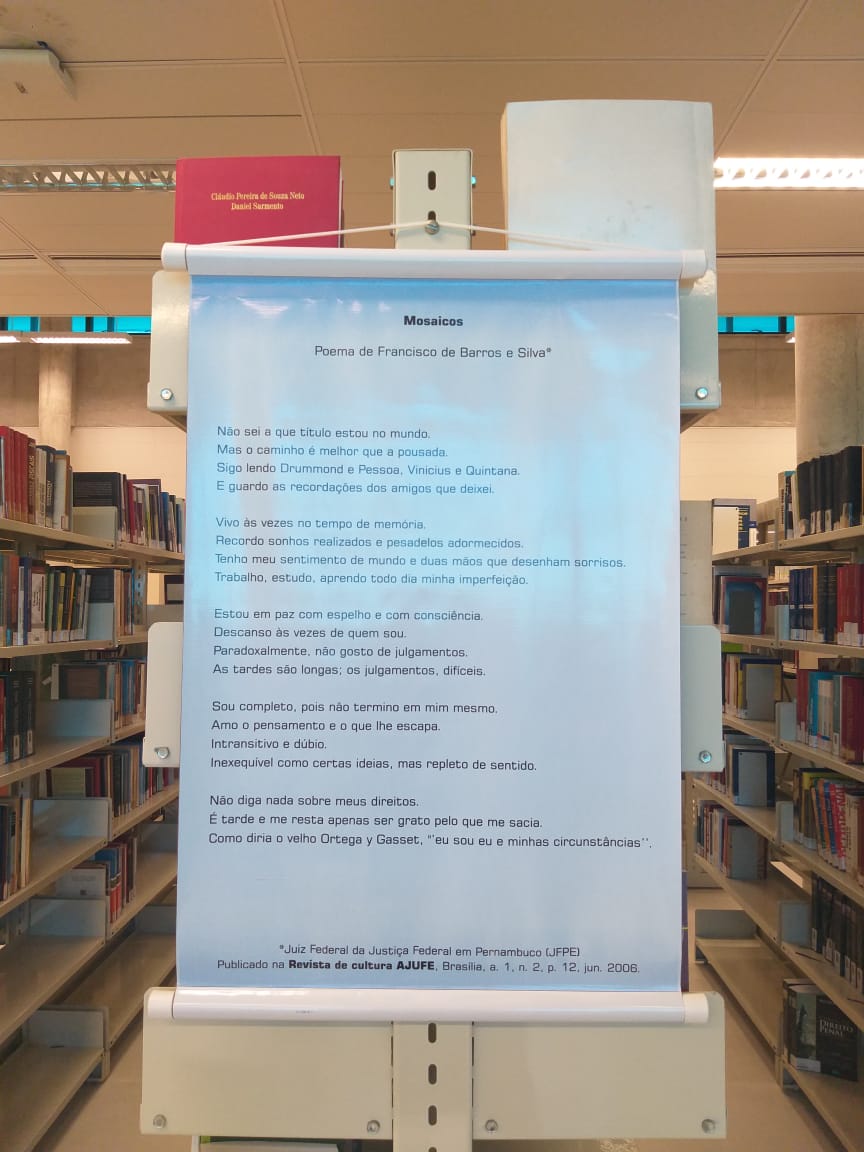 Cláudio Pereira de Souza Neto
Daniel Sarmento
Mosaicos
Poema de Francisco de Barros e Silva*
Não sei a que título estou no mundo.
Mas o caminho é melhor que a pousada.
Sigo lendo Drummond e Pessoa, Vinicius e Quintana.
E guardo as recordações dos amigos que deixei.
Vivo às vezes no tempo de memória.
Recordo sonhos realizados e pesadelos adormecidos.
Tenho meu sentimento de mundo e duas mãos que desenham sorrisos.
Trabalho, estudo, aprendo todo dia minha imperfeição.
Estou em paz com espelho e com consciência.
Descanso às vezes de quem sou.
Paradoxalmente, não gosto de julgamentos.
As tardes são longas; os julgamentos, difíceis.
Sou completo, pois não termino em mim mesmo.
Amo o pensamento e o que lhe escapa.
Intransitivo e dúbio.
Inexequível como certas ideias, mas repleto de sentido.
Não diga nada sobre meus direitos.
É tarde e me resta apenas ser grato pelo que me sacia.
Como diria o velho Ortega y Gasset, "'eu sou eu e minhas circunstâncias''.
*Juiz Federal da Justiça Federal em Pernambuco (JFPE)
Publicado na Revista de cultura AJUFE, Brasília, a. 1, n. 2, p. 12, jun. 2006.
DIREITO
PENAL